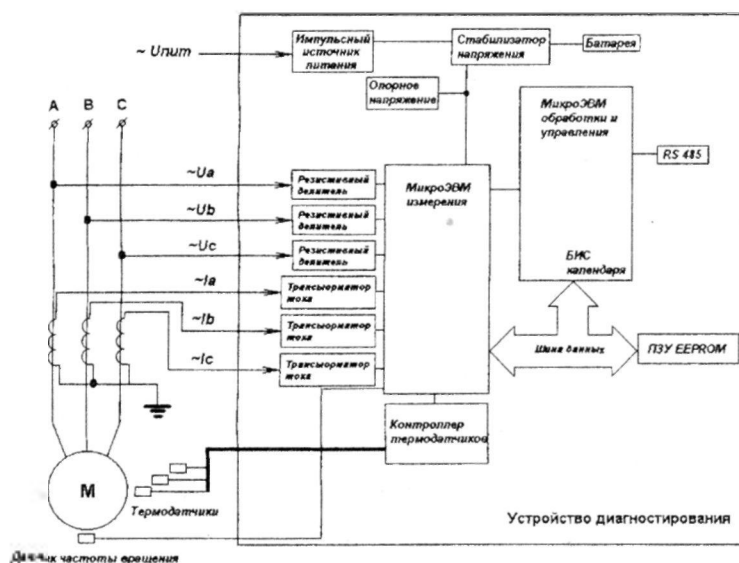 ~ Uпит
Импульсный
источник
питания
Стабилизатор
напряжения
Батарея
Опорное
напряжение
A B C
МикроЭВМ
обработки и
управления
RS 485
~Ua
Резистивный
делитель
МикроЭВМ
измерения
~Ub
Резистивный
делитель
~Uc
Резистивный
делитель
БИС
календаря
~Ia
Трансформатор
тока
~Ib
Трансформатор
тока
Шина данных
ПЗУ EEPROM
~Ic
Трансформатор
тока
Контроллер
термодатчиков
M
Термодатчики
Устройство диагностирования
Датчик частоты вращения